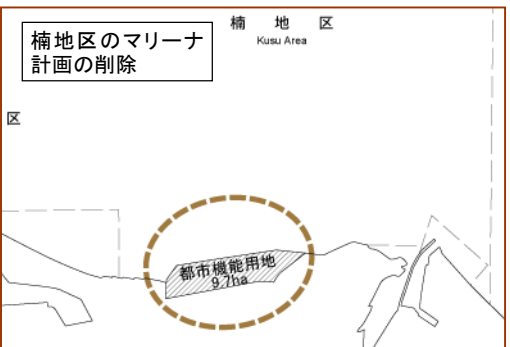 楠地区のマリーナ
計画の削除
楠 地 区
Kusu Area
区
都市機能用地
9.7ha